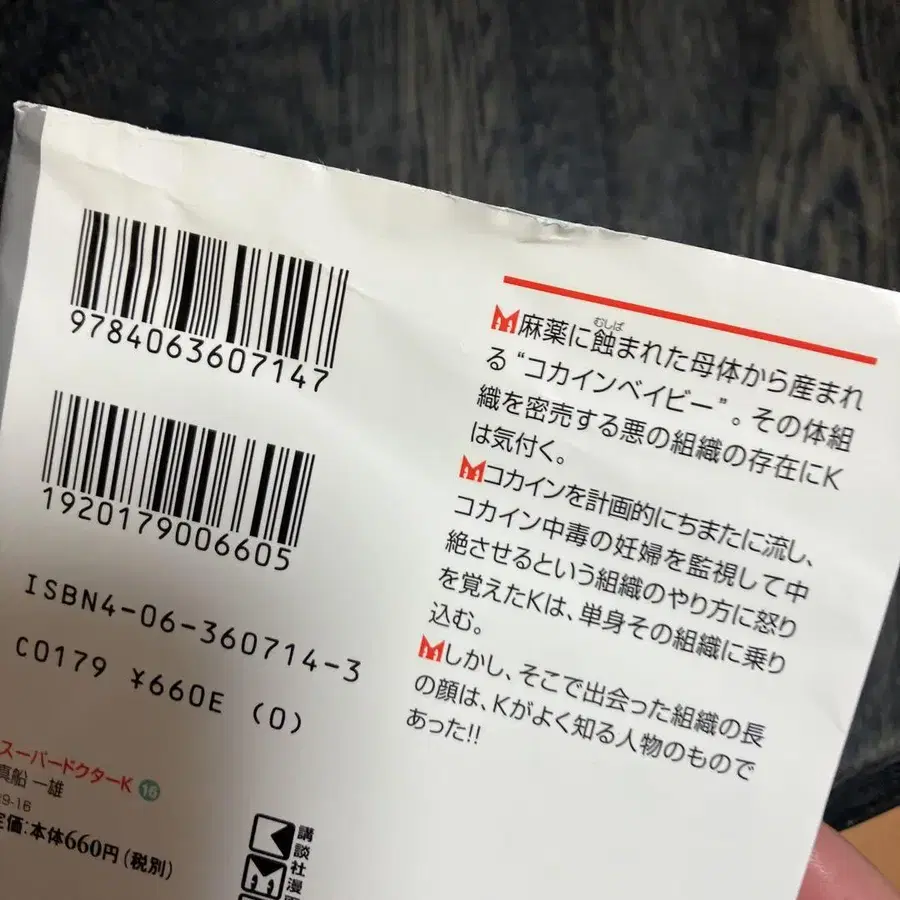 9784063607147
1920179006605
ISBN4-06-360714-3
C0179 ¥660E (0)
スーパードクターK 16
真船 一雄
29-16
定価:本体660円(税別)
講談社漫画
むしば
麻薬に蝕まれた母体から産まれ
る“コカインベイビー”。その体組
織を密売する悪の組織の存在にK
は気付く。
コカインを計画的にちまたに流し、
コカイン中毒の妊婦を監視して中
絶させるという組織のやり方に怒り
を覚えたKは、単身その組織に乗り
込む。
しかし、そこで出会った組織の長
の顔は、Kがよく知る人物のもので
あった!!